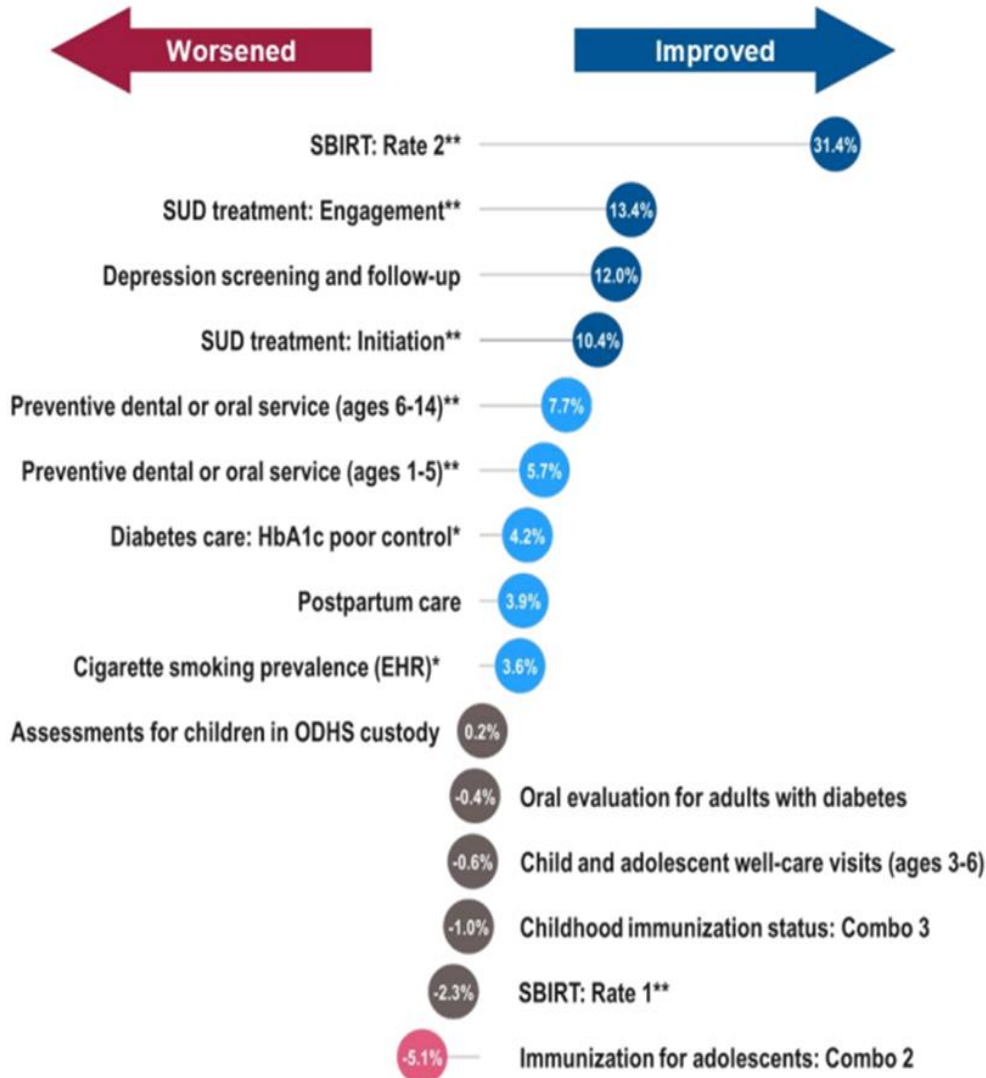 Worsened Improved
SBIRT: Rate 2** 31.4%
SUD treatment: Engagement** 13.4%
Depression screening and follow-up 12.0%
SUD treatment: Initiation** 10.4%
Preventive dental or oral service (ages 6-14)** 7.7%
Preventive dental or oral service (ages 1-5)** 5.7%
Diabetes care: HbA1c poor control* 4.2%
Postpartum care 3.9%
Cigarette smoking prevalence (EHR)* 3.6%
Assessments for children in ODHS custody 0.2%
-0.4% Oral evaluation for adults with diabetes
-0.6% Child and adolescent well-care visits (ages 3-6)
-1.0% Childhood immunization status: Combo 3
-2.3% SBIRT: Rate 1**
-5.1% Immunization for adolescents: Combo 2